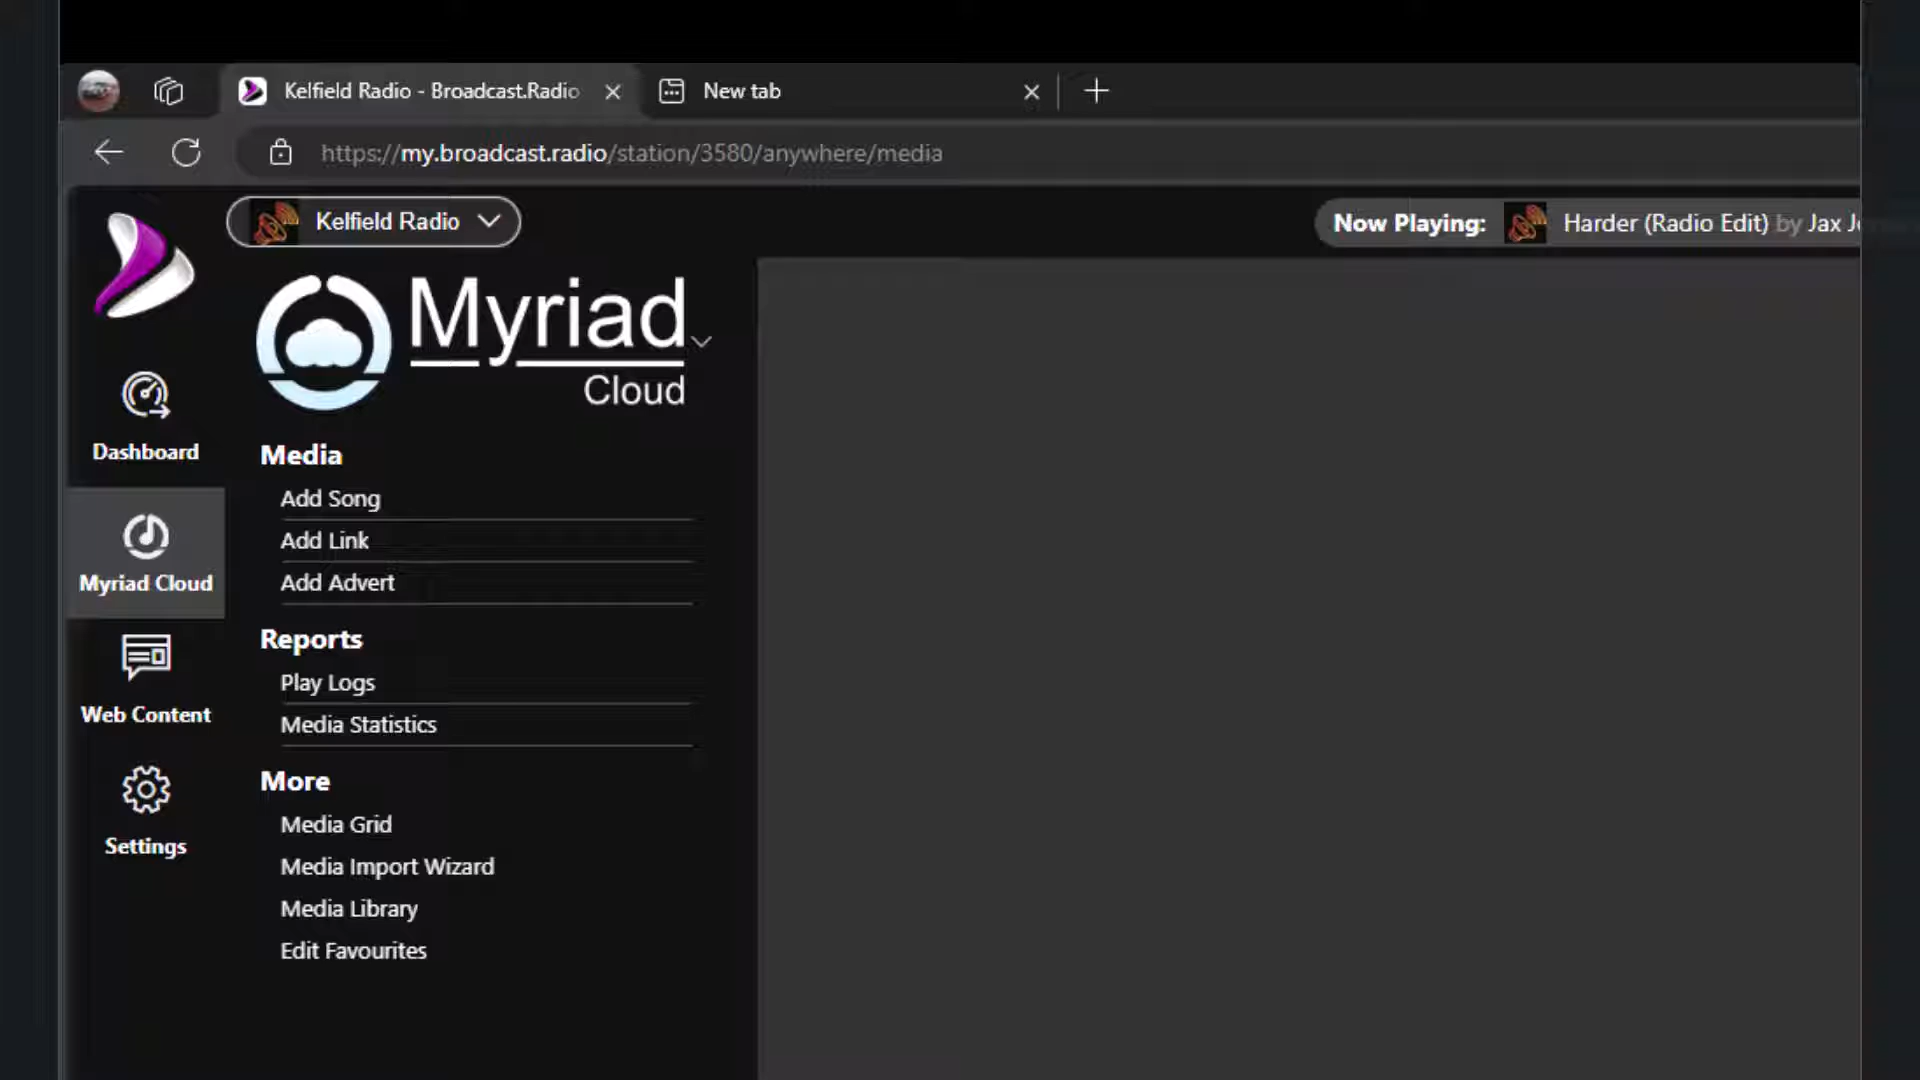 Kelfield Radio - Broadcast.Radio
New tab
https://my.broadcast.radio/station/3580/anywhere/media
Kelfield Radio
Now Playing: Harder (Radio Edit) by Jax
Myriad
Cloud
Dashboard
Myriad Cloud
Web Content
Settings
Media
Add Song
Add Link
Add Advert
Reports
Play Logs
Media Statistics
More
Media Grid
Media Import Wizard
Media Library
Edit Favourites